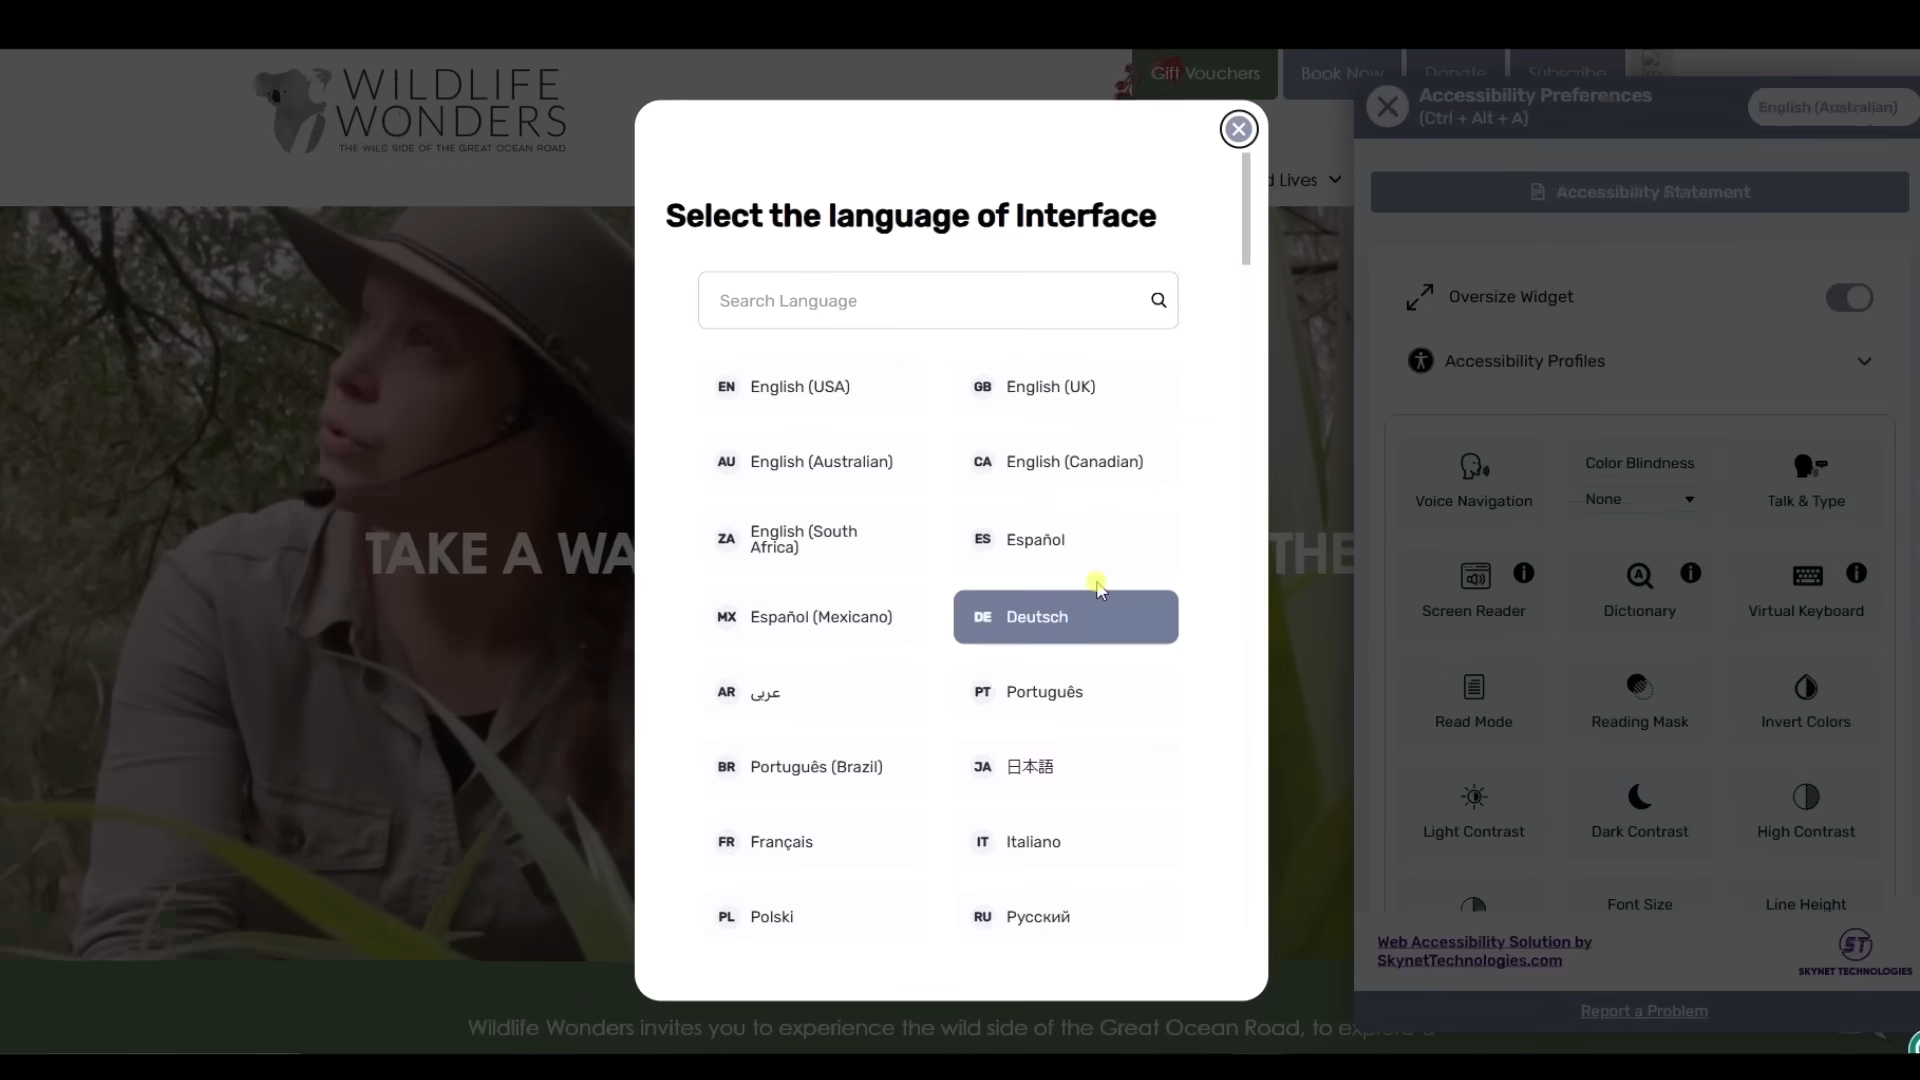 WILDLIFE
WONDERS
THE WILD SIDE OF THE GREAT OCEAN ROAD
Gift Vouchers
Book Now
Donate
Subscribe
d Lives
TAKE A WA
THE
Select the language of Interface
Search Language
EN English (USA)
GB English (UK)
AU English (Australian)
CA English (Canadian)
ZA English (South
Africa)
ES Español
MX Español (Mexicano)
DE Deutsch
AR عربى
PT Português
BR Português (Brazil)
JA 日本語
FR Français
IT Italiano
PL Polski
RU Русский
Accessibility Preferences
(Ctrl + Alt + A)
English (Australian)
Accessibility Statement
Oversize Widget
Accessibility Profiles
Voice Navigation
Color Blindness
None
Talk & Type
Screen Reader
Dictionary
Virtual Keyboard
Read Mode
Reading Mask
Invert Colors
Light Contrast
Dark Contrast
High Contrast
Font Size
Line Height
Web Accessibility Solution by
SkynetTechnologies.com
ST
SKYNET TECHNOLOGIES
Report a Problem
Wildlife Wonders invites you to experience the wild side of the Great Ocean Road, to explore a